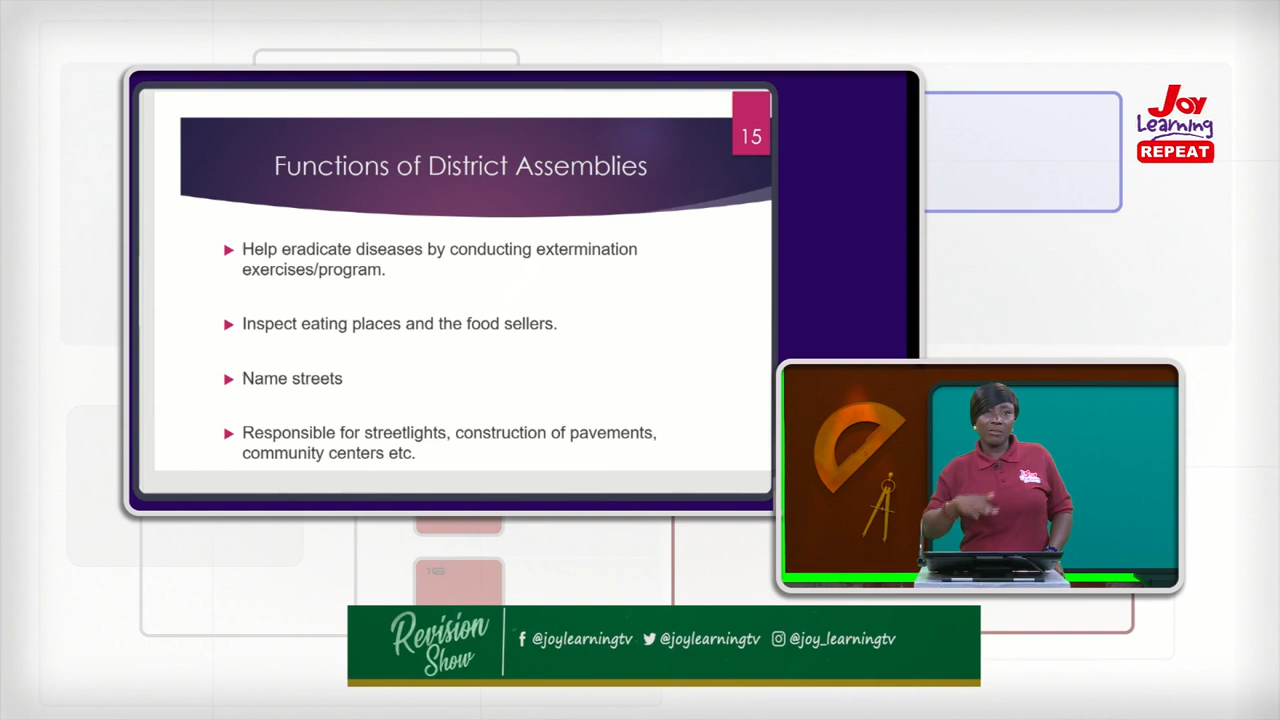 15
Functions of District Assemblies
Help eradicate diseases by conducting extermination
exercises/program.
Inspect eating places and the food sellers.
Name streets
Responsible for streetlights, construction of pavements,
community centers etc.
Joy
Learning
REPEAT
Revision
Show
@joylearningtv
@joylearningtv
@joy_learningtv